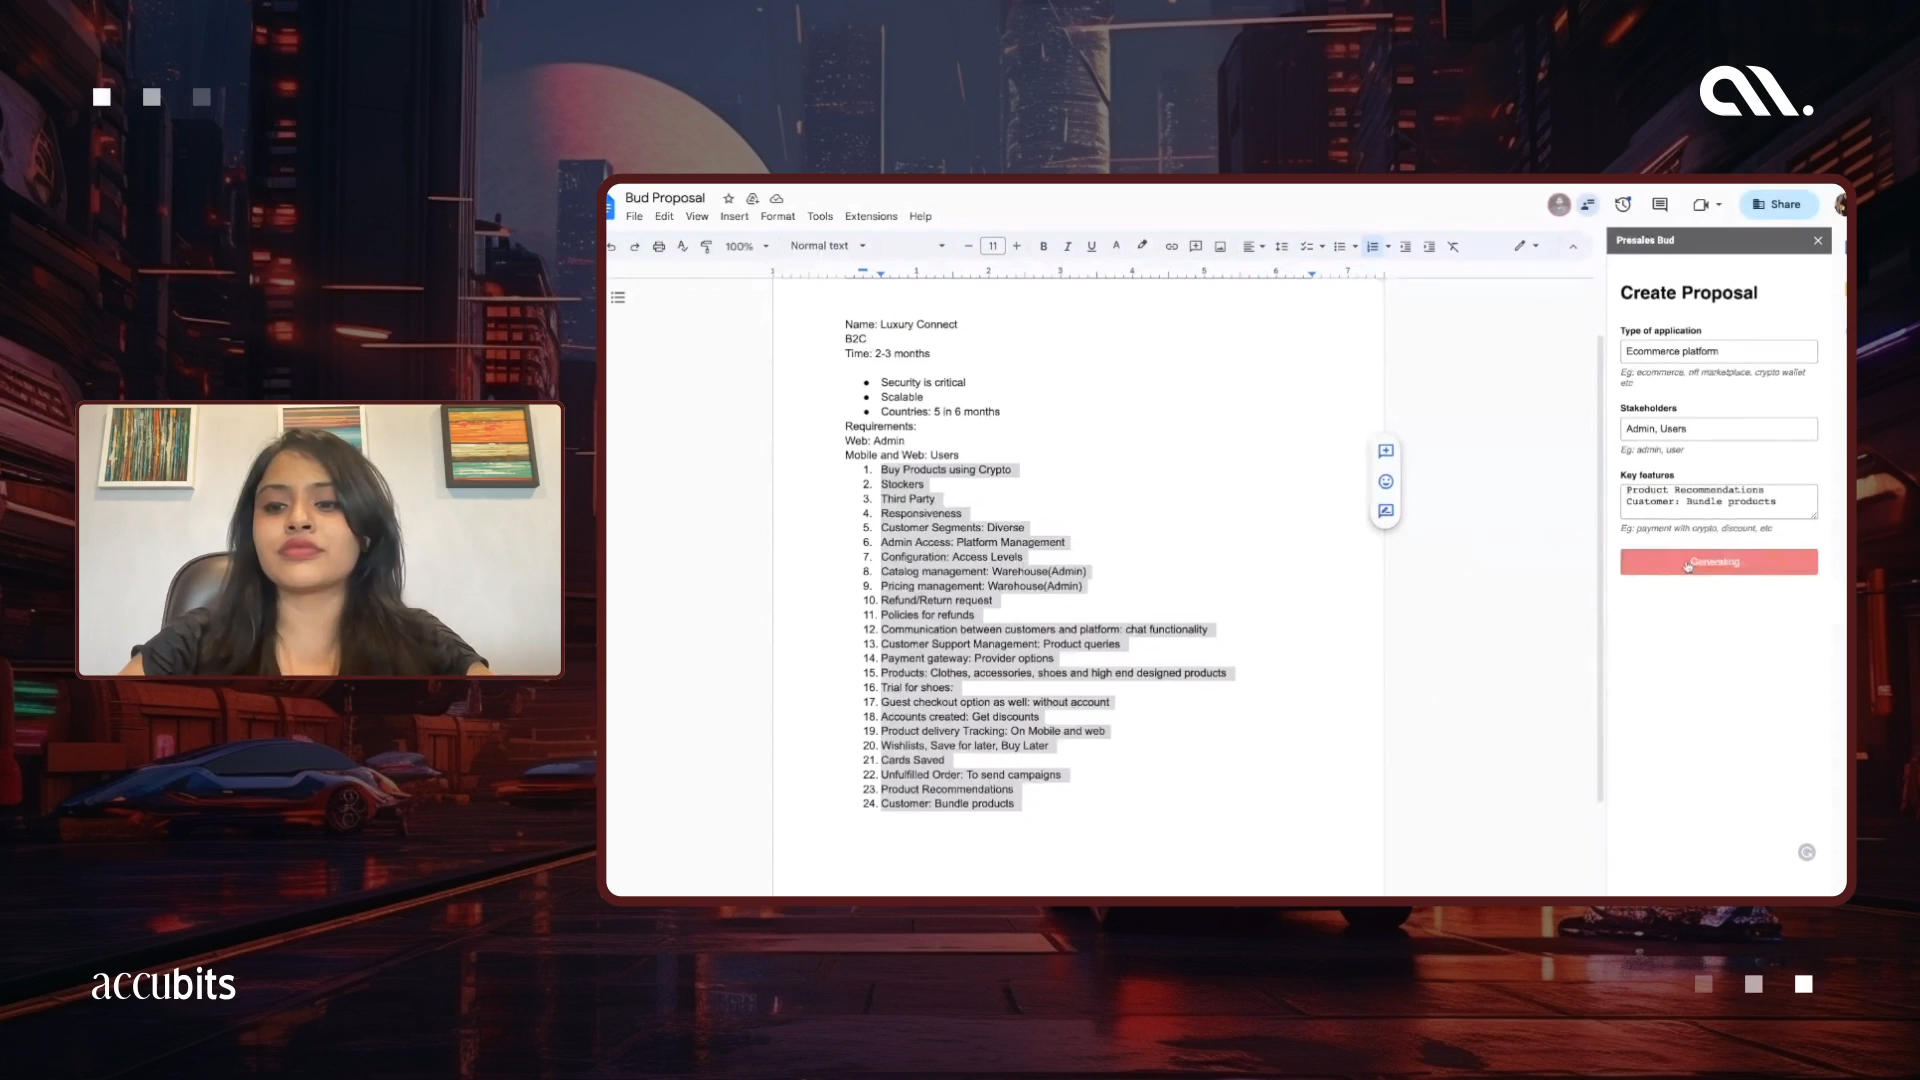 Bud Proposal
File Edit View Insert Format Tools Extensions Help
Share
100% Normal text 11 B I U A
1 2 3 4 5 6 7
Name: Luxury Connect
B2C
Time: 2-3 months
● Security is critical
● Scalable
● Countries: 5 in 6 months
Requirements:
Web: Admin
Mobile and Web: Users
1. Buy Products using Crypto
2. Stockers
3. Third Party
4. Responsiveness
5. Customer Segments: Diverse
6. Admin Access: Platform Management
7. Configuration: Access Levels
8. Catalog management: Warehouse(Admin)
9. Pricing management: Warehouse(Admin)
10. Refund/Return request
11. Policies for refunds
12. Communication between customers and platform: chat functionality
13. Customer Support Management: Product queries
14. Payment gateway: Provider options
15. Products: Clothes, accessories, shoes and high end designed products
16. Trial for shoes:
17. Guest checkout option as well: without account
18. Accounts created: Get discounts
19. Product delivery Tracking: On Mobile and web
20. Wishlists, Save for later, Buy Later
21. Cards Saved
22. Unfulfilled Order: To send campaigns
23. Product Recommendations
24. Customer: Bundle products
Presales Bud
Create Proposal
Type of application
Ecommerce platform
Eg: ecommerce, nft marketplace, crypto wallet
etc
Stakeholders
Admin, Users
Eg: admin, user
Key features
Product Recommendations
Customer: Bundle products
Eg: payment with crypto, discount, etc
Generating
accubits